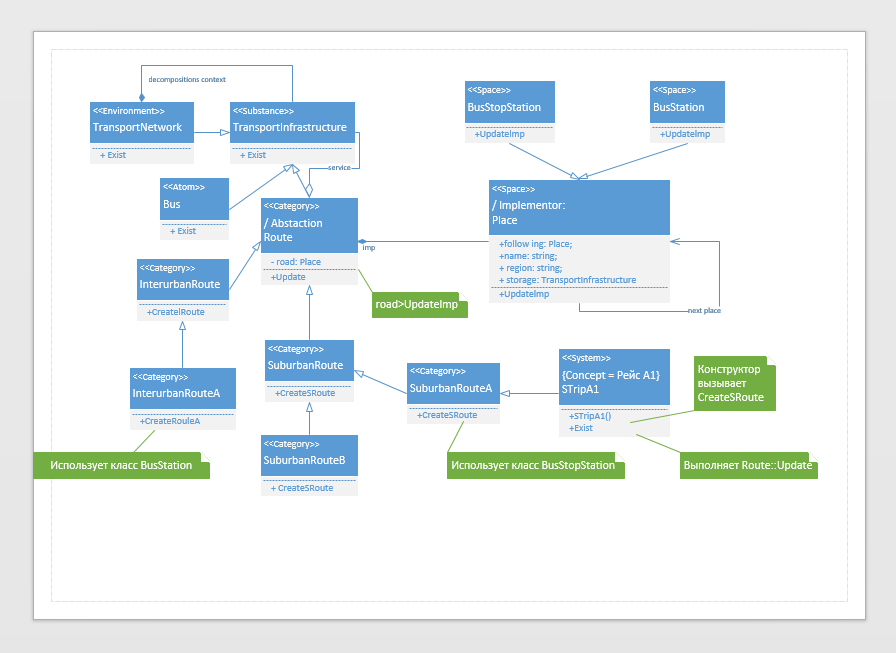 decompositions context
<<Environment>>
TransportNetwork
+ Exist
<<Substance>>
TransportInfrastructure
+ Exist
service
<<Space>>
BusStopStation
+UpdateImp
<<Space>>
BusStation
+UpdateImp
<<Atom>>
Bus
+ Exist
<<Category>>
/ Abstaction
Route
- road: Place
+Update
imp
<<Space>>
/ Implementor:
Place
+follow ing: Place;
+name: string;
+ region: string;
+ storage: TransportInfrastructure
+UpdateImp
next place
<<Category>>
InterurbanRoute
+CreateIRoute
road>UpdateImp
<<Category>>
InterurbanRouteA
+CreateRouleA
Использует класс BusStation
<<Category>>
SuburbanRoute
+CreateSRoute
<<Category>>
SuburbanRouteB
+ CreateSRoute
<<Category>>
SuburbanRouteA
+CreateSRoute
Использует класс BusStopStation
<<System>>
{Concept = Рейс А1}
STripA1
+STripA1()
+Exist
Конструктор
вызывает
CreateSRoute
Выполняет Route::Update